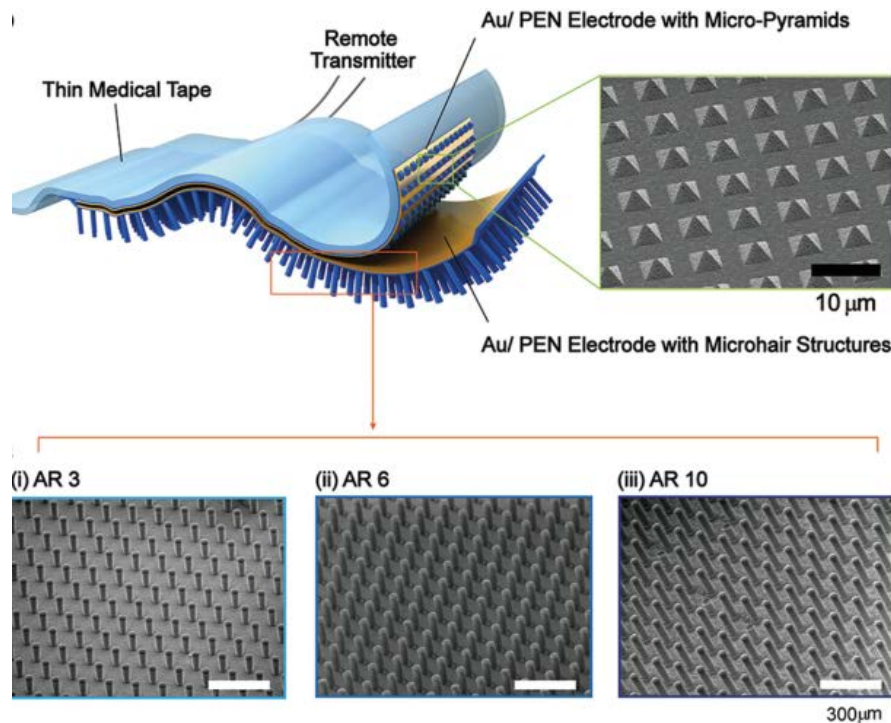 )
Au/ PEN Electrode with Micro-Pyramids
Remote
Transmitter
Thin Medical Tape
10 μm
Au/ PEN Electrode with Microhair Structures
(i) AR 3
(ii) AR 6
(iii) AR 10
300μm